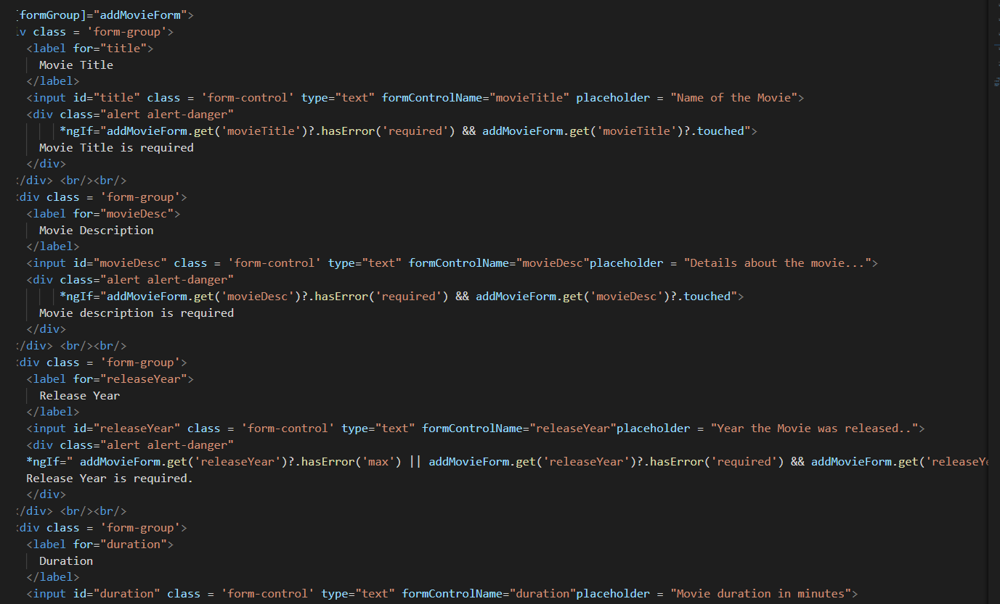 [formGroup]="addMovieForm">
iv class = 'form-group'>
<label for="title">
Movie Title
</label>
<input id="title" class = 'form-control' type="text" formControlName="movieTitle" placeholder = "Name of the Movie">
<div class="alert alert-danger"
*ngIf="addMovieForm.get('movieTitle')?.hasError('required') && addMovieForm.get('movieTitle')?.touched">
Movie Title is required
</div>
</div> <br/><br/>
<div class = 'form-group'>
<label for="movieDesc">
Movie Description
</label>
<input id="movieDesc" class = 'form-control' type="text" formControlName="movieDesc"placeholder = "Details about the movie...">
<div class="alert alert-danger"
*ngIf="addMovieForm.get('movieDesc')?.hasError('required') && addMovieForm.get('movieDesc')?.touched">
Movie description is required
</div>
</div> <br/><br/>
<div class = 'form-group'>
<label for="releaseYear">
Release Year
</label>
<input id="releaseYear" class = 'form-control' type="text" formControlName="releaseYear"placeholder = "Year the Movie was released..">
<div class="alert alert-danger"
*ngIf=" addMovieForm.get('releaseYear')?.hasError('max') || addMovieForm.get('releaseYear')?.hasError('required') && addMovieForm.get('releaseYe
Release Year is required.
</div>
</div> <br/><br/>
<div class = 'form-group'>
<label for="duration">
Duration
</label>
<input id="duration" class = 'form-control' type="text" formControlName="duration"placeholder = "Movie duration in minutes">